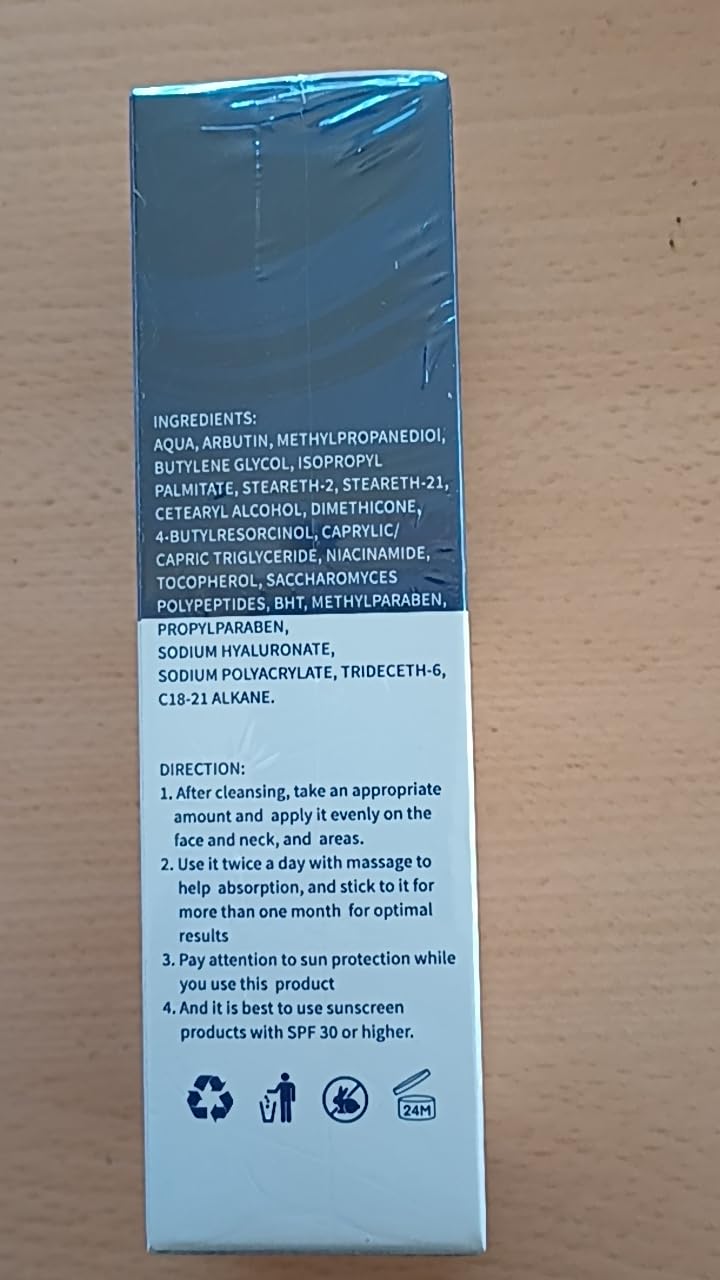 INGREDIENTS:
AQUA, ARBUTIN, METHYLPROPANEDIOl,
BUTYLENE GLYCOL, ISOPROPYL
PALMITATE, STEARETH-2, STEARETH-21,
CETEARYL ALCOHOL, DIMETHICONE,
4-BUTYLRESORCINOL, CAPRYLIC/
CAPRIC TRIGLYCERIDE, NIACINAMIDE,
TOCOPHEROL, SACCHAROMYCES
POLYPEPTIDES, BHT, METHYLPARABEN,
PROPYLPARABEN,
SODIUM HYALURONATE,
SODIUM POLYACRYLATE, TRIDECETH-6,
C18-21 ALKANE.
DIRECTION:
1. After cleansing, take an appropriate
amount and apply it evenly on the
face and neck, and areas.
2. Use it twice a day with massage to
help absorption, and stick to it for
more than one month for optimal
results
3. Pay attention to sun protection while
you use this product
4. And it is best to use sunscreen
products with SPF 30 or higher.
24M